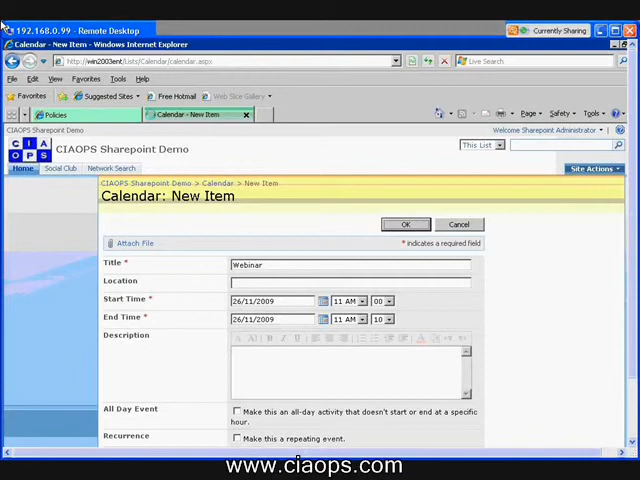 192.168.0.99 - Remote Desktop
Currently Sharing
Calendar - New Item - Windows Internet Explorer
http://win2003ent/Lists/Calendar/calendar.aspx
Live Search
File Edit View Favorites Tools Help
Favorites Suggested Sites Free Hotmail Web Slice Gallery
Policies Calendar - New Item Page Safety Tools
CIAOPS Sharepoint Demo Welcome Sharepoint Administrator
C I A
O P S
CIAOPS Sharepoint Demo This List
Home Social Club Network Search Site Actions
CIAOPS Sharepoint Demo > Calendar > New Item
Calendar: New Item
OK Cancel
Attach File * indicates a required field
Title * Webinar
Location
Start Time * 26/11/2009 11 AM 00
End Time * 26/11/2009 11 AM 10
Description
All Day Event Make this an all-day activity that doesn't start or end at a specific
hour.
Recurrence Make this a repeating event.
www.ciaops.com